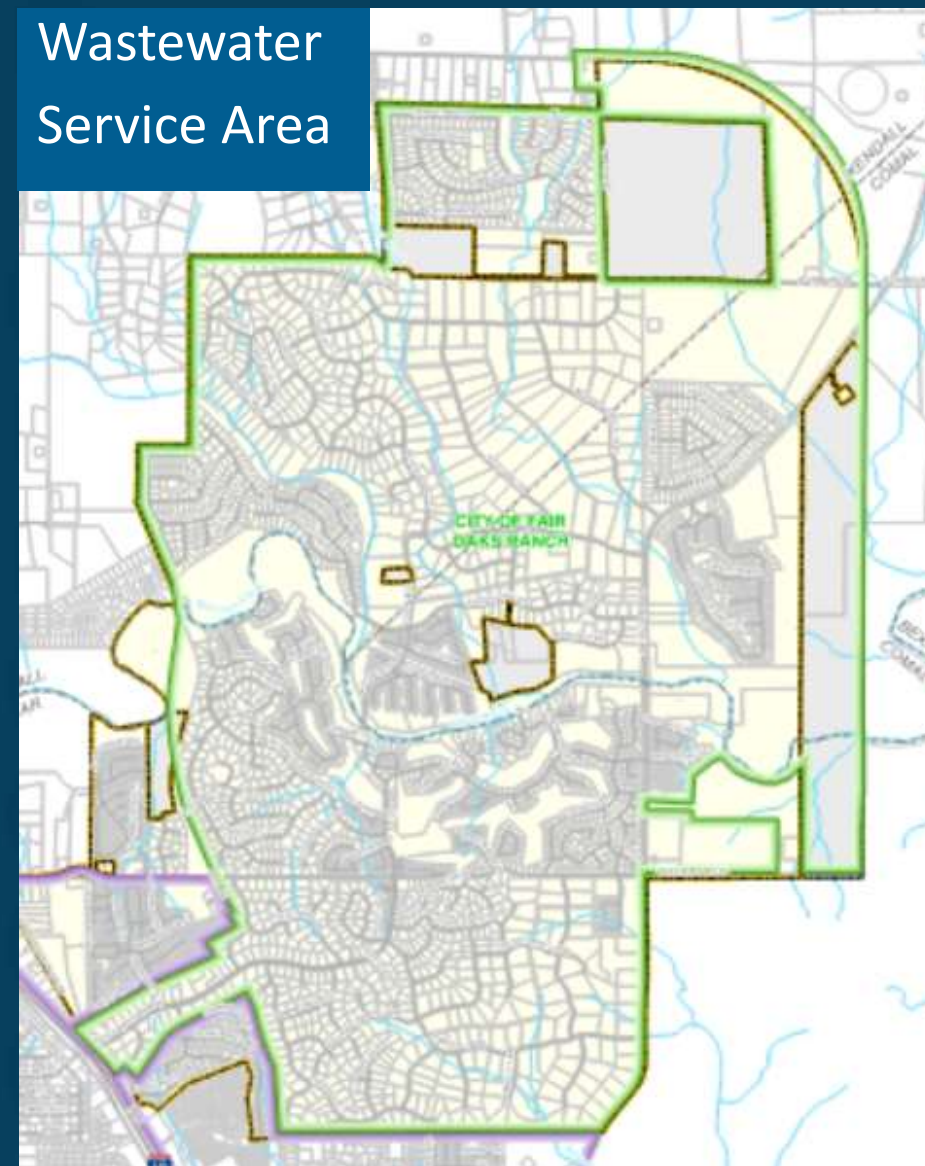 Wastewater
Service Area
KENDALL
COMAL
CITY OF FAIR
OAKS RANCH